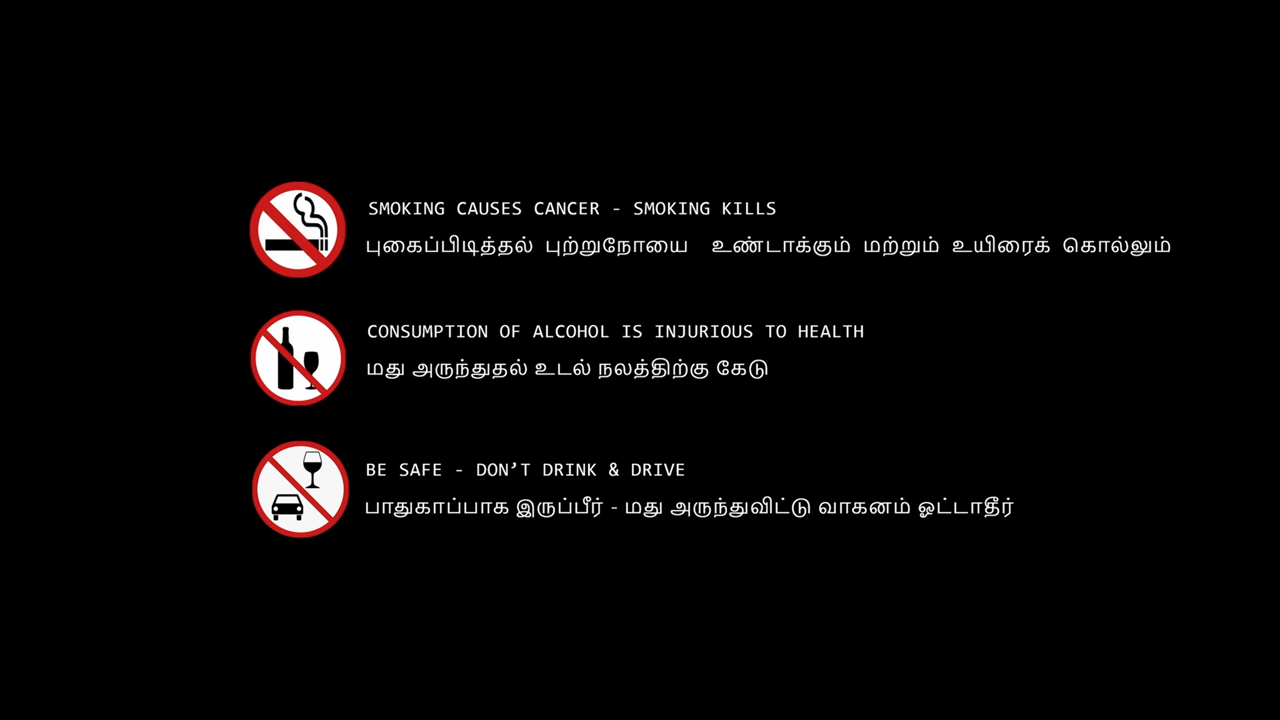 SMOKING CAUSES CANCER - SMOKING KILLS
புகைப்பிடித்தல் புற்றுநோயை உண்டாக்கும் மற்றும் உயிரைக் கொல்லும்
CONSUMPTION OF ALCOHOL IS INJURIOUS TO HEALTH
மது அருந்துதல் உடல் நலத்திற்கு கேடு
BE SAFE - DON’T DRINK & DRIVE
பாதுகாப்பாக இருப்பீர் - மது அருந்துவிட்டு வாகனம் ஓட்டாதீர்